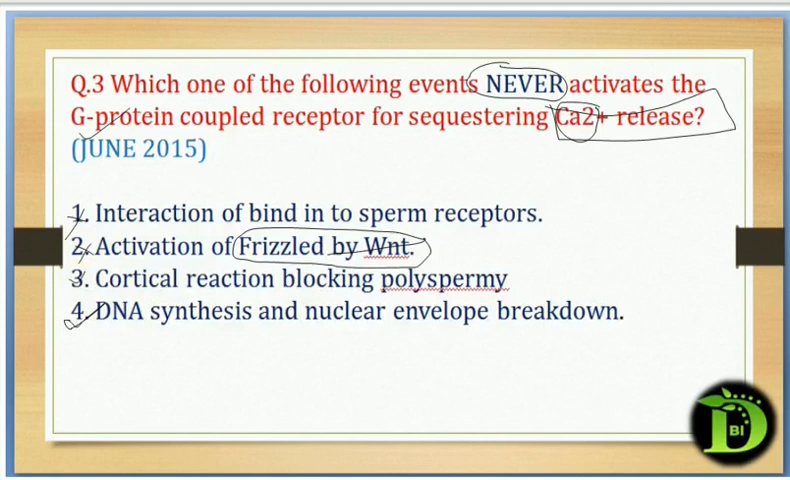 Q.3 Which one of the following events NEVER activates the
G-protein coupled receptor for sequestering Ca2+ release?
(JUNE 2015)
1. Interaction of bind in to sperm receptors.
2. Activation of Frizzled by Wnt.
3. Cortical reaction blocking polyspermy
4. DNA synthesis and nuclear envelope breakdown.
D
BI